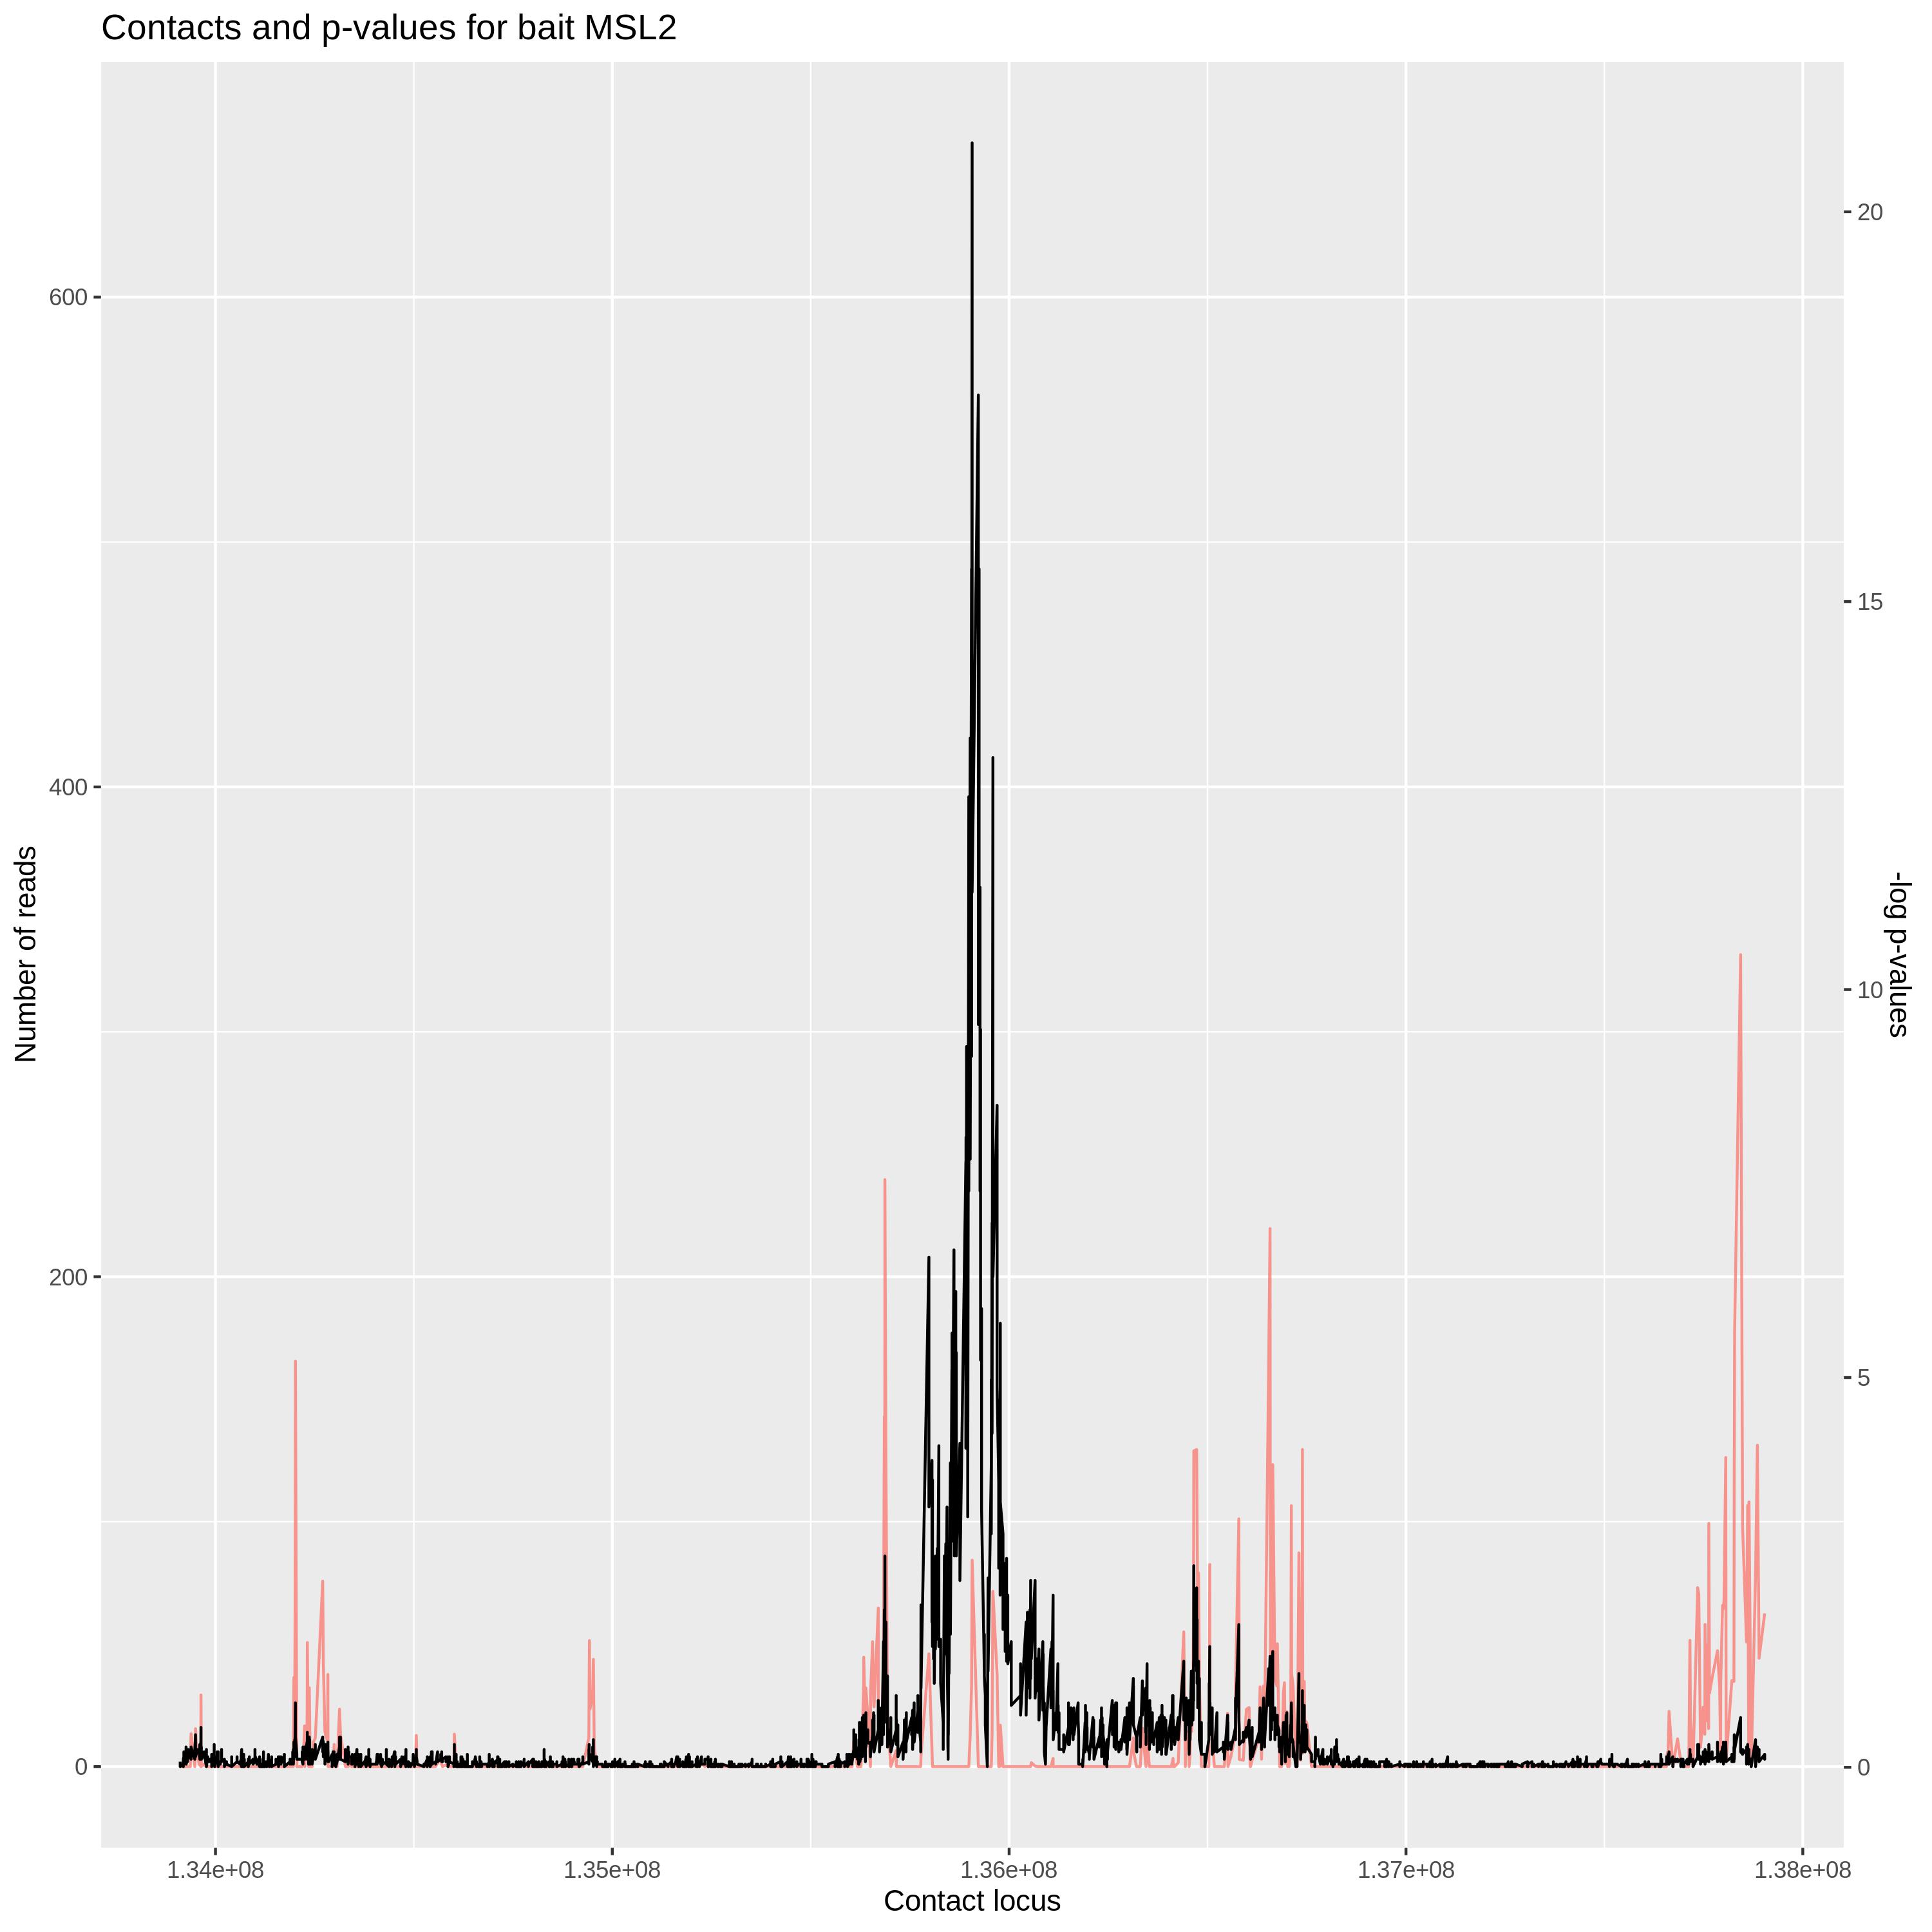 Contacts and p-values for bait MSL2
600
400
200
0
Number of reads
20
15
10
5
0
-log p-values
1.34e+08
1.35e+08
1.36e+08
1.37e+08
1.38e+08
Contact locus